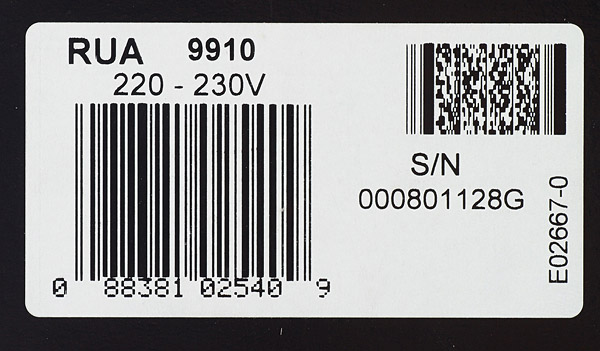 RUA 9910
220 - 230V
0 88381 02540 9
S/N
000801128G
E02667-0